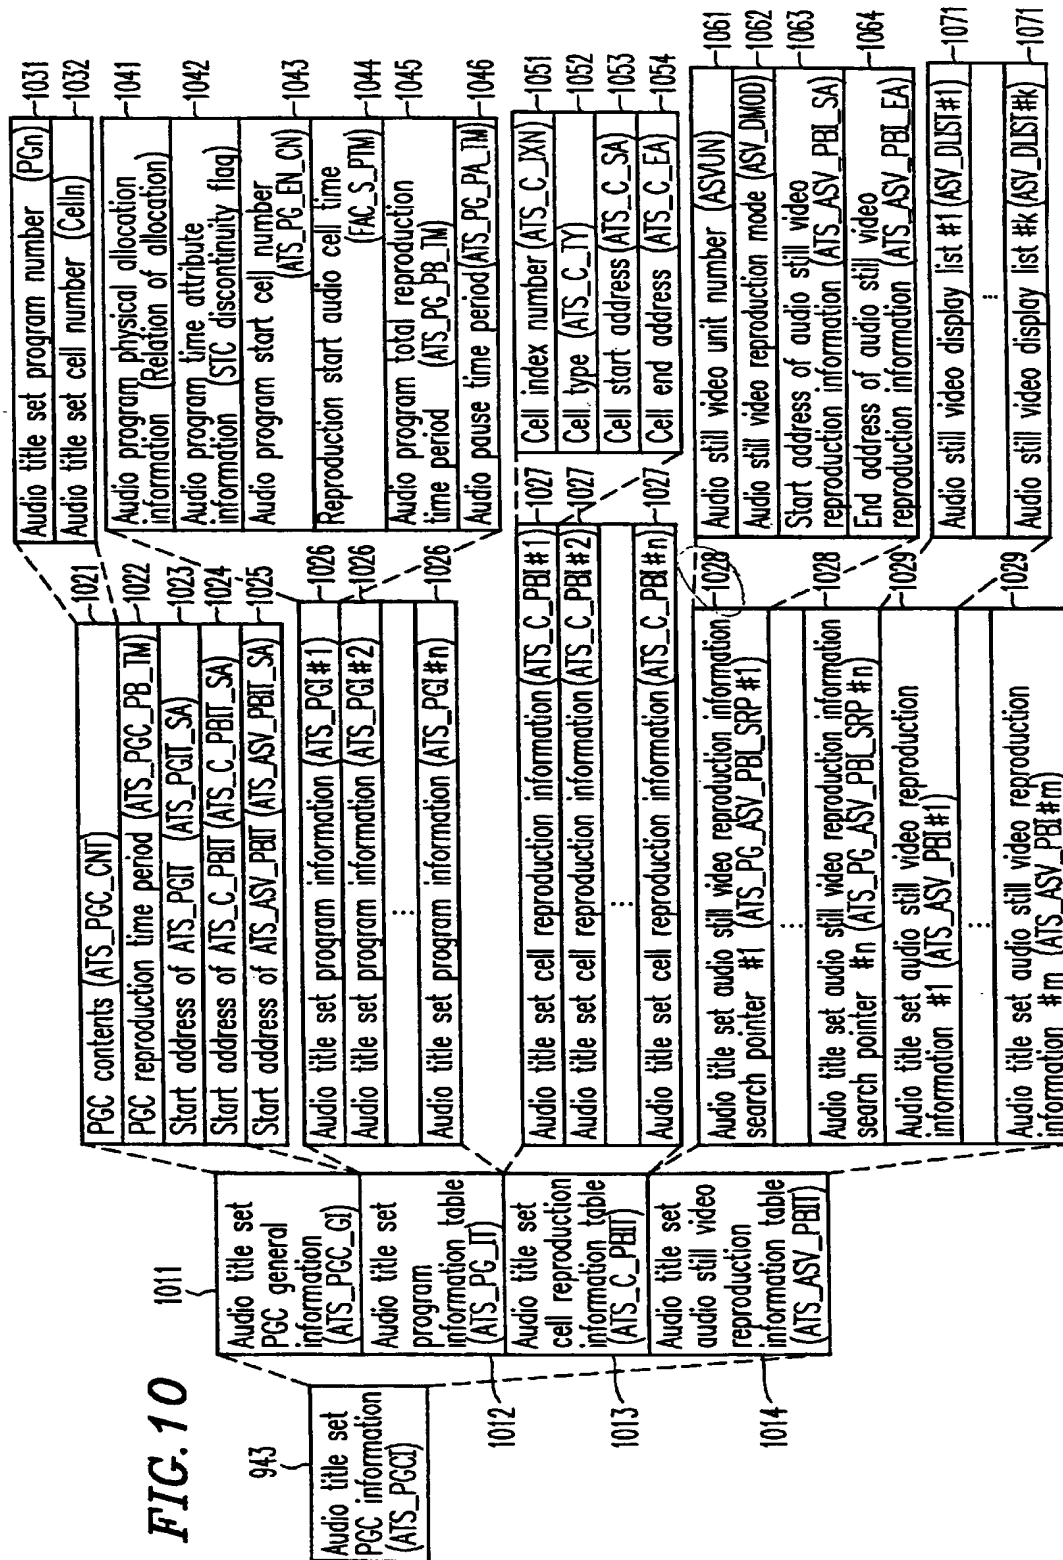 FIG.10
943
Audio title set
PGC information
(ATS_PGCI)
1011
Audio title set
PGC general
information
(ATS_PGC_GI)
Audio title set
program
information table
(ATS_PG_IT)
1012
Audio title set
cell reproduction
information table
(ATS_C_PBIT)
1013
Audio title set
audio still video
reproduction
information table
(ATS_ASV_PBIT)
1014
PGC contents (ATS_PGC_CNT)
1021
PGC reproduction time period (ATS_PGC_PB_TM)
1022
Start address of ATS_PGIT (ATS_PGIT_SA)
1023
Start address of ATS_C_PBIT (ATS_C_PBIT_SA)
1024
Start address of ATS_ASV_PBIT (ATS_ASV_PBIT_SA)
1025
Audio title set program information (ATS_PGI#1)
1026
Audio title set program information (ATS_PGI#2)
1026
...
Audio title set program information (ATS_PGI#n)
1026
Audio title set cell reproduction information (ATS_C_PBI#1)
1027
Audio title set cell reproduction information (ATS_C_PBI#2)
1027
...
Audio title set cell reproduction information (ATS_C_PBI#n)
1027
Audio title set audio still video reproduction information
search pointer #1 (ATS_PG_ASV_PBI_SRP #1)
1028
...
Audio title set audio still video reproduction information
search pointer #n (ATS_PG_ASV_PBI_SRP #n)
1028
Audio title set audio still video reproduction
information #1 (ATS_ASV_PBI#1)
1029
...
Audio title set audio still video reproduction
information #m (ATS_ASV_PBI#m)
1029
Audio title set program number (PGn)
1031
Audio title set cell number (Celln)
1032
Audio program physical allocation
information (Relation of allocation)
1041
Audio program time attribute
information (STC discontinuity flag)
1042
Audio program start cell number
(ATS_PG_EN_CN)
1043
Reproduction start audio cell time
(FAC_S_PTM)
1044
Audio program total reproduction
time period (ATS_PG_PB_TM)
1045
Audio pause time period (ATS_PG_PA_TM)
1046
Cell index number (ATS_C_IXN)
1051
Cell type (ATS_C_TY)
1052
Cell start address (ATS_C_SA)
1053
Cell end address (ATS_C_EA)
1054
Audio still video unit number (ASVUN)
1061
Audio still video reproduction mode (ASV_DMOD)
1062
Start address of audio still video
reproduction information (ATS_ASV_PBI_SA)
1063
End address of audio still video
reproduction information (ATS_ASV_PBI_EA)
1064
Audio still video display list #1 (ASV_DLIST#1)
1071
...
Audio still video display list #k (ASV_DLIST#k)
1071